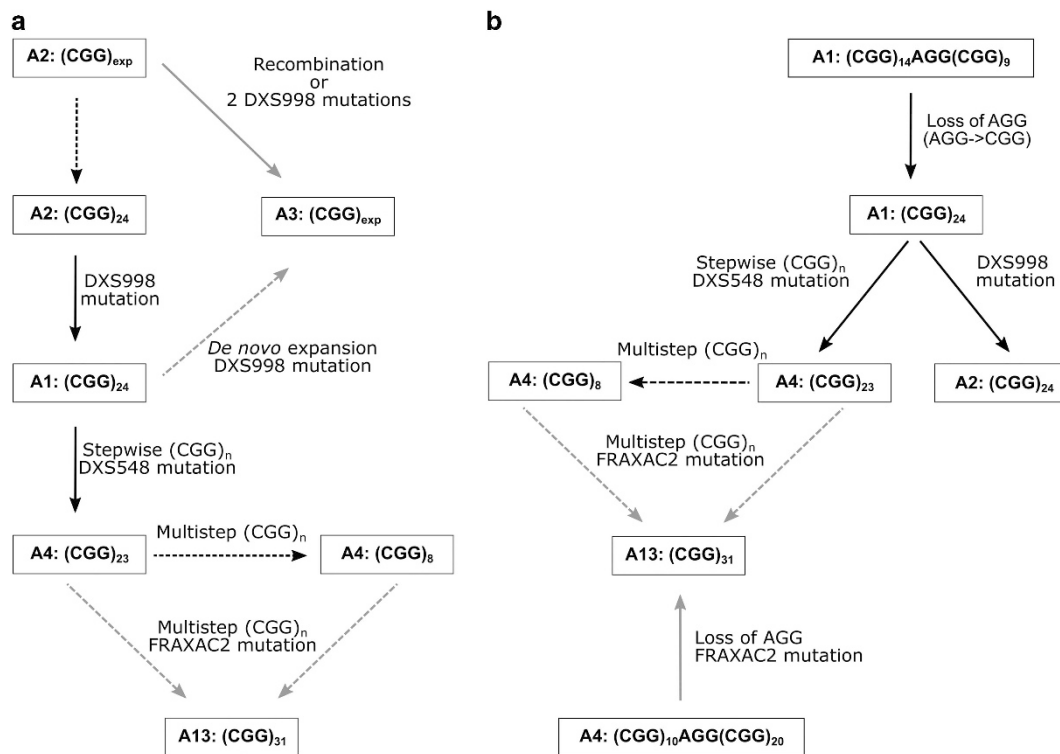 a
A2: (CGG)exp
Recombination
or
2 DXS998 mutations
A2: (CGG)24
A3: (CGG)exp
DXS998
mutation
De novo expansion
DXS998 mutation
A1: (CGG)24
Stepwise (CGG)n
DXS548 mutation
A4: (CGG)23
Multistep (CGG)n
A4: (CGG)8
Multistep (CGG)n
FRAXAC2 mutation
A13: (CGG)31
b
A1: (CGG)14AGG(CGG)9
Loss of AGG
(AGG->CGG)
A1: (CGG)24
Stepwise (CGG)n
DXS548 mutation
DXS998
mutation
Multistep (CGG)n
A4: (CGG)8
A4: (CGG)23
A2: (CGG)24
Multistep (CGG)n
FRAXAC2 mutation
A13: (CGG)31
Loss of AGG
FRAXAC2 mutation
A4: (CGG)10AGG(CGG)20